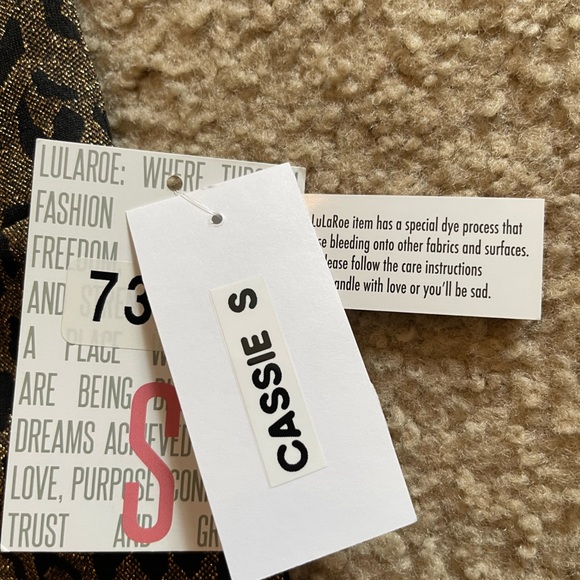 LULAROE: WHERE
FASHION
FREEDOM
AND
A PLACE
ARE BEING
DREAMS ACHIEVED
LOVE, PURPOSE
TRUST AND
73
S
CASSIE S
LuLaRoe item has a special dye process that
bleeding onto other fabrics and surfaces.
Please follow the care instructions
handle with love or you'll be sad.